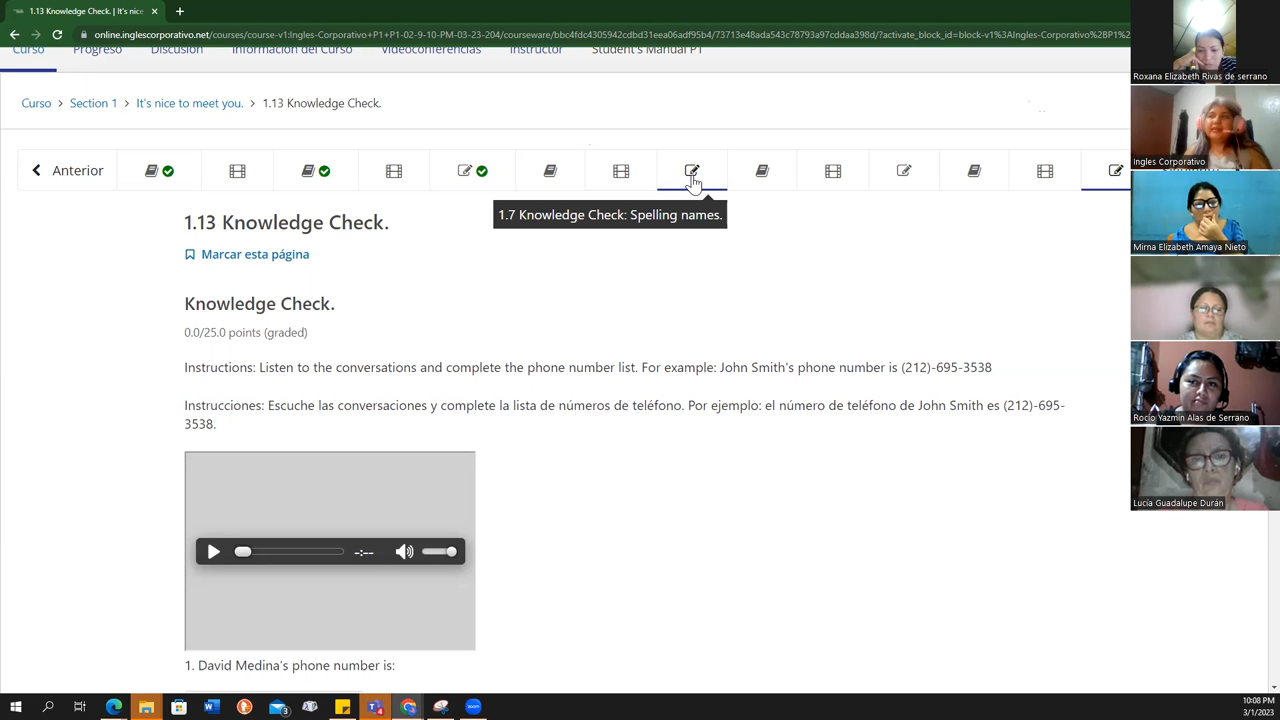 1.13 Knowledge Check. | It's nice
online.inglescorporativo.net/courses/course-v1:Ingles-Corporativo+P1+P1-02-9-10-PM-03-23-204/courseware/bbc4fdc4305942cdbd31eea06adf95b4/73713e48ada543c78793a97cddaa398d/?activate_block_id=block-v1%3AIngles-Corporativo%2BP1%2
Curso Progreso Discusión Información del Curso Videoconferencias Instructor Student's Manual P1
Curso > Section 1 > It's nice to meet you. > 1.13 Knowledge Check.
Anterior
1.7 Knowledge Check: Spelling names.
1.13 Knowledge Check.
Marcar esta página
Knowledge Check.
0.0/25.0 points (graded)
Instructions: Listen to the conversations and complete the phone number list. For example: John Smith's phone number is (212)-695-3538
Instrucciones: Escuche las conversaciones y complete la lista de números de teléfono. Por ejemplo: el número de teléfono de John Smith es (212)-695-
3538.
-:--
1. David Medina's phone number is:
Roxana Elizabeth Rivas de serrano
Ingles Corporativo
Mirna Elizabeth Amaya Nieto
Rocío Yazmin Alas de Serrano
Lucía Guadalupe Durán
10:08 PM
3/1/2023